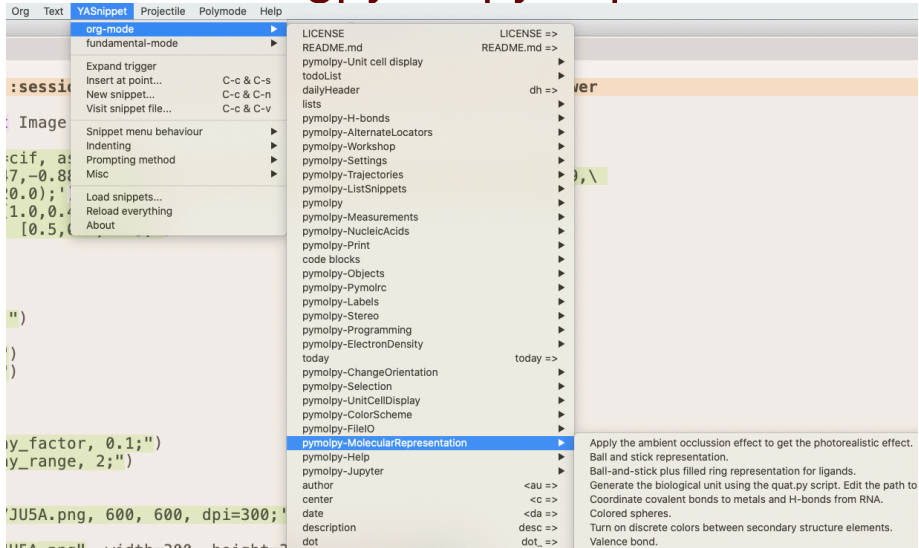 Org Text YASnippet Projectile Polymode Help
org-mode
fundamental-mode
Expand trigger
Insert at point... C-c & C-s
New snippet... C-c & C-n
Visit snippet file... C-c & C-v
Snippet menu behaviour
Indenting
Prompting method
Misc
Load snippets...
Reload everything
About
LICENSE LICENSE =>
README.md README.md =>
pymolpy-Unit cell display
todoList
dailyHeader dh =>
lists
pymolpy-H-bonds
pymolpy-AlternateLocators
pymolpy-Workshop
pymolpy-Settings
pymolpy-Trajectories
pymolpy-ListSnippets
pymolpy
pymolpy-Measurements
pymolpy-NucleicAcids
pymolpy-Print
code blocks
pymolpy-Objects
pymolpy-Pymolrc
pymolpy-Labels
pymolpy-Stereo
pymolpy-Programming
pymolpy-ElectronDensity
today today =>
pymolpy-ChangeOrientation
pymolpy-Selection
pymolpy-UnitCellDisplay
pymolpy-ColorScheme
pymolpy-FileIO
pymolpy-MolecularRepresentation
pymolpy-Help
pymolpy-Jupyter
author <au =>
center <c =>
date <da =>
description desc =>
dot dot_ =>
Apply the ambient occlussion effect to get the photorealistic effect.
Ball and stick representation.
Ball-and-stick plus filled ring representation for ligands.
Generate the biological unit using the quat.py script. Edit the path to
Coordinate covalent bonds to metals and H-bonds from RNA.
Colored spheres.
Turn on discrete colors between secondary structure elements.
Valence bond.
Image
=cif,
47,-0.88
20.0);'
[1.0,0.4
[0.5,
")
")
")
ay_factor, 0.1;")
ay_range, 2;")
/JU5A.png, 600, 600, dpi=300;'